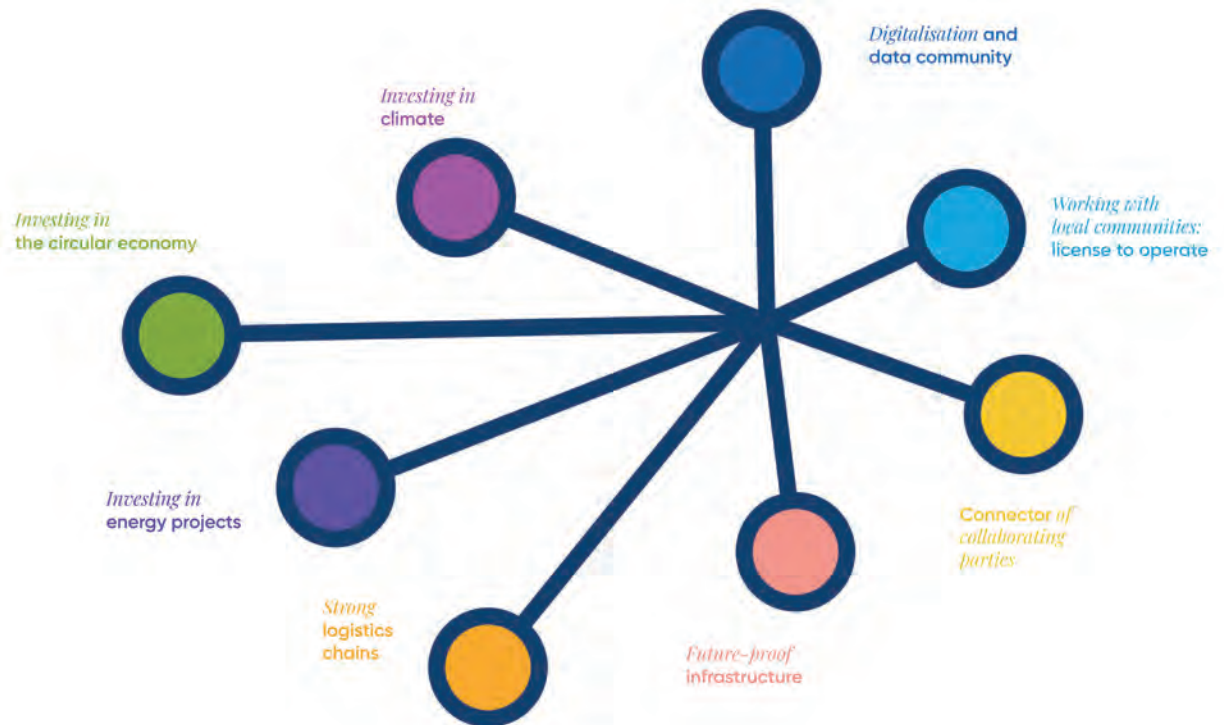 Digitalisation and
data community
Investing in
climate
Working with
local communities:
license to operate
Investing in
the circular economy
Investing in
energy projects
Connector of
collaborating
parties
Strong
logistics
chains
Future-proof
infrastructure